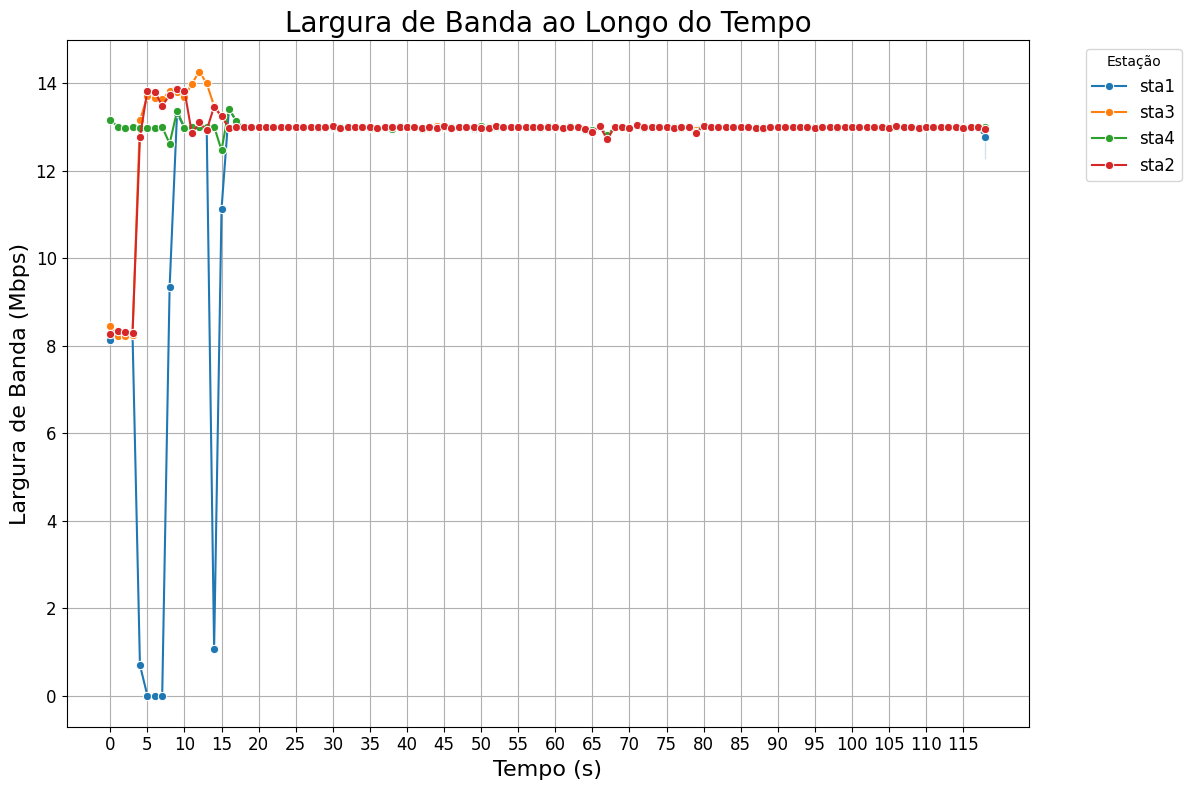 Largura de Banda ao Longo do Tempo
Largura de Banda (Mbps)
14
12
10
8
6
4
2
0
0 5 10 15 20 25 30 35 40 45 50 55 60 65 70 75 80 85 90 95 100 105 110 115
Tempo (s)
Estação
sta1
sta3
sta4
sta2